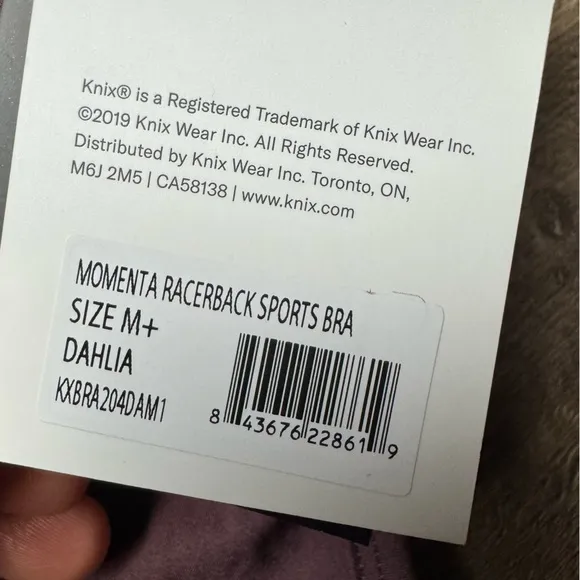 Knix® is a Registered Trademark of Knix Wear Inc.
©2019 Knix Wear Inc. All Rights Reserved.
Distributed by Knix Wear Inc. Toronto, ON,
M6J 2M5 | CA58138 | www.knix.com
MOMENTA RACERBACK SPORTS BRA
SIZE M+
DAHLIA
KXBRA204DAM1
8 43676 22861 9